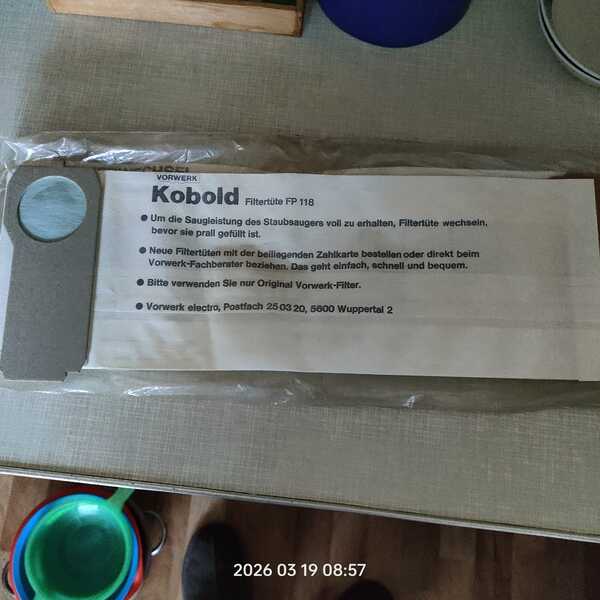 VORWERK
Kobold Filtertüte FP 118
● Um die Saugleistung des Staubsaugers voll zu erhalten, Filtertüte wechseln,
bevor sie prall gefüllt ist.
● Neue Filtertüten mit der beiliegenden Zahlkarte bestellen oder direkt beim
Vorwerk-Fachberater beziehen. Das geht einfach, schnell und bequem.
● Bitte verwenden Sie nur Original Vorwerk-Filter.
● Vorwerk electro, Postfach 25 03 20, 5600 Wuppertal 2
2026 03 19 08:57